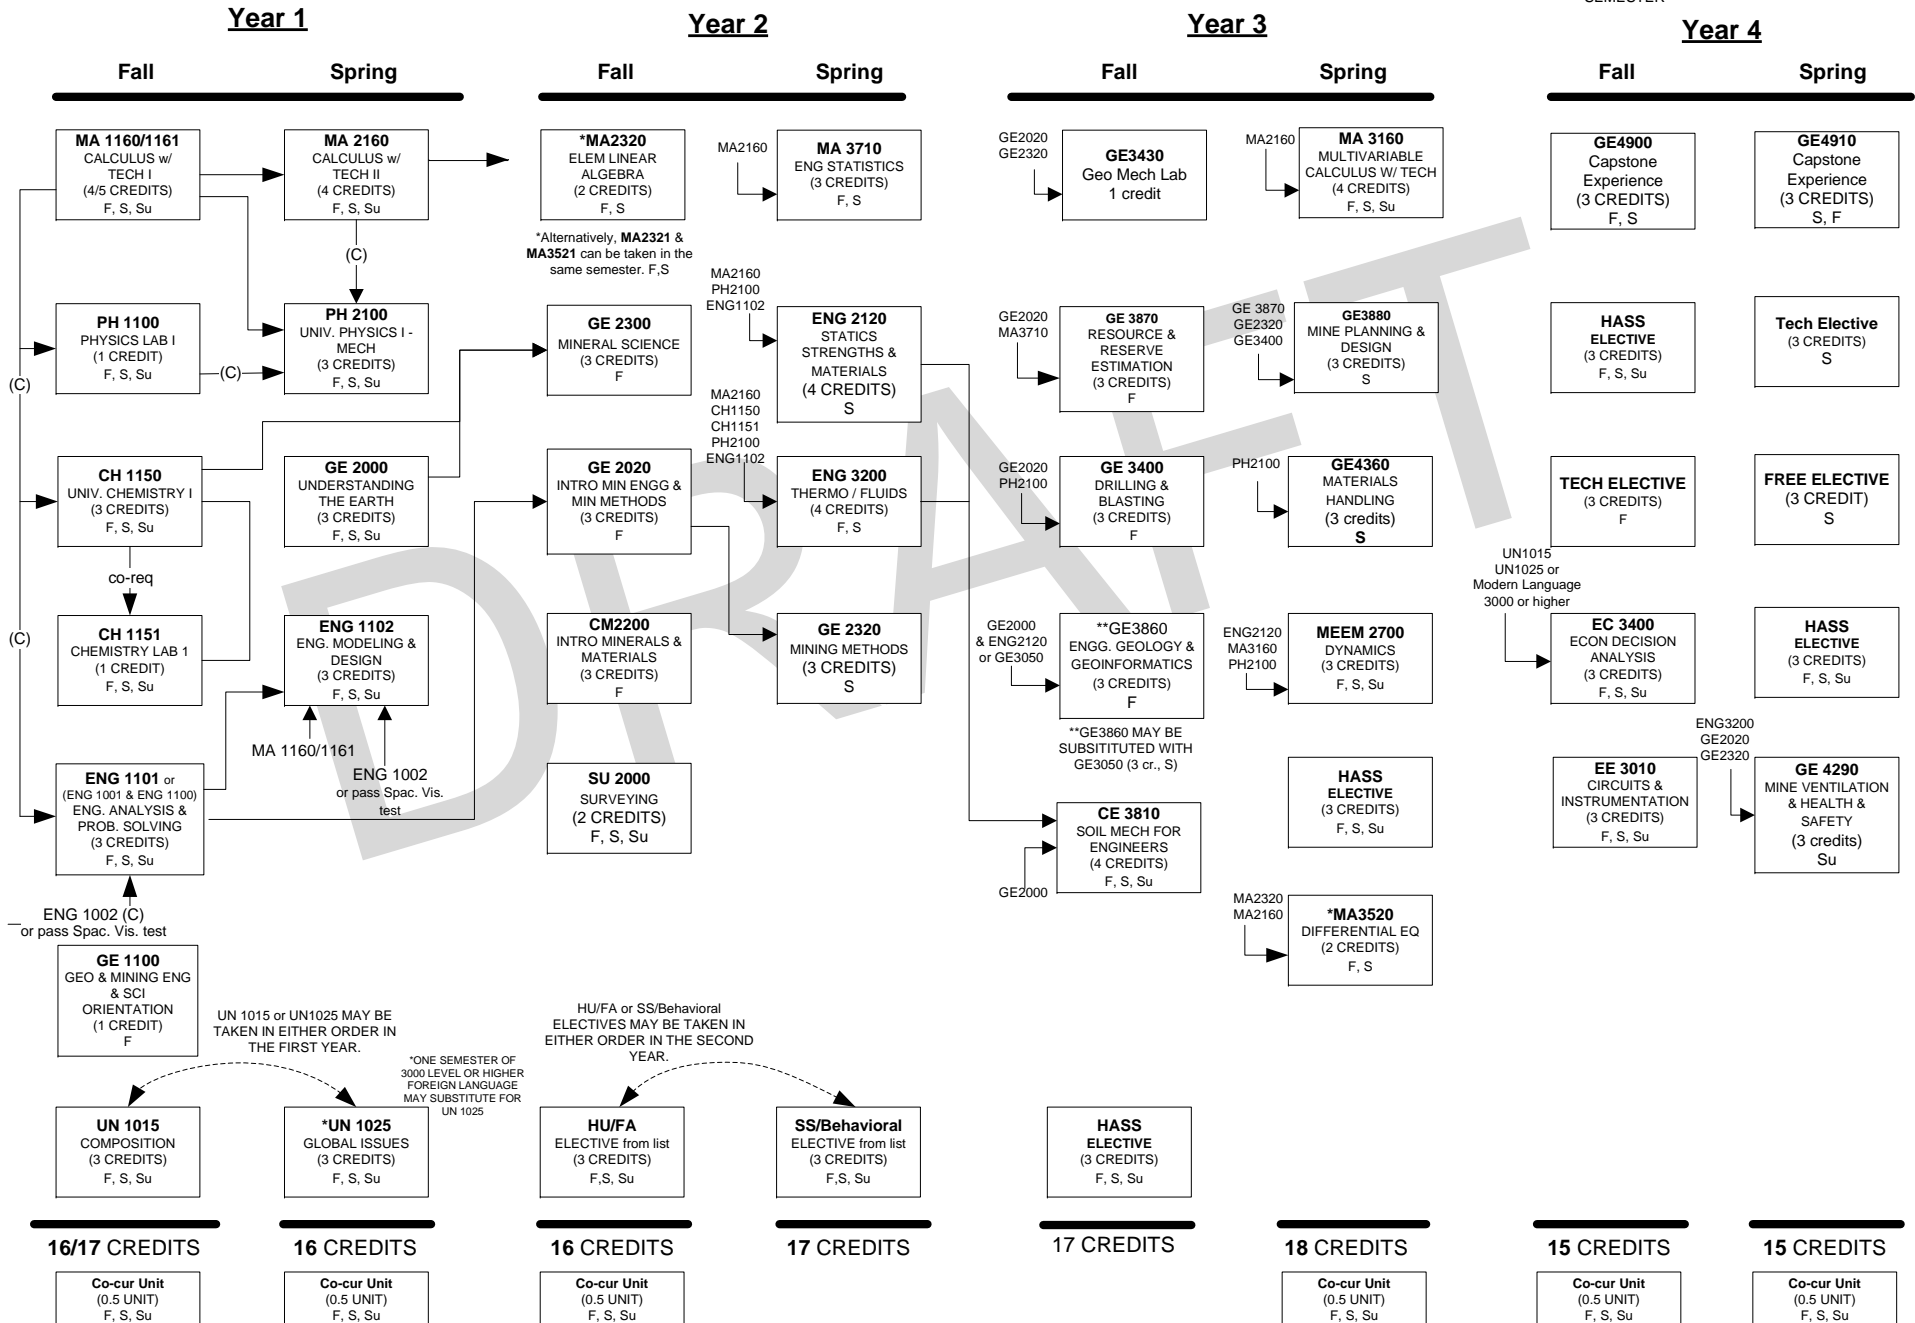 SEMESTER
Year 1
Year 2
Year 3
Year 4
Fall
Spring
Fall
Spring
Fall
Spring
Fall
Spring
MA 1160/1161
CALCULUS w/
TECH I
(4/5 CREDITS)
F, S, Su
MA 2160
CALCULUS w/
TECH II
(4 CREDITS)
F, S, Su
*MA2320
ELEM LINEAR
ALGEBRA
(2 CREDITS)
F, S
*Alternatively, MA2321 &
MA3521 can be taken in the
same semester. F,S
MA2160
MA 3710
ENG STATISTICS
(3 CREDITS)
F, S
GE2020
GE2320
GE3430
Geo Mech Lab
1 credit
MA2160
MA 3160
MULTIVARIABLE
CALCULUS W/ TECH
(4 CREDITS)
F, S, Su
GE4900
Capstone
Experience
(3 CREDITS)
F, S
GE4910
Capstone
Experience
(3 CREDITS)
S, F
(C)
PH 1100
PHYSICS LAB I
(1 CREDIT)
F, S, Su
(C)
(C)
PH 2100
UNIV. PHYSICS I -
MECH
(3 CREDITS)
F, S, Su
GE 2300
MINERAL SCIENCE
(3 CREDITS)
F
MA2160
PH2100
ENG1102
ENG 2120
STATICS
STRENGTHS &
MATERIALS
(4 CREDITS)
S
GE2020
MA3710
GE 3870
RESOURCE &
RESERVE
ESTIMATION
(3 CREDITS)
F
GE 3870
GE2320
GE3400
GE3880
MINE PLANNING &
DESIGN
(3 CREDITS)
S
HASS
ELECTIVE
(3 CREDITS)
F, S, Su
Tech Elective
(3 CREDITS)
S
CH 1150
UNIV. CHEMISTRY I
(3 CREDITS)
F, S, Su
co-req
GE 2000
UNDERSTANDING
THE EARTH
(3 CREDITS)
F, S, Su
GE 2020
INTRO MIN ENGG &
MIN METHODS
(3 CREDITS)
F
MA2160
CH1150
CH1151
PH2100
ENG1102
ENG 3200
THERMO / FLUIDS
(4 CREDITS)
F, S
GE2020
PH2100
GE 3400
DRILLING &
BLASTING
(3 CREDITS)
F
PH2100
GE4360
MATERIALS
HANDLING
(3 credits)
S
TECH ELECTIVE
(3 CREDITS)
F
FREE ELECTIVE
(3 CREDIT)
S
(C)
CH 1151
CHEMISTRY LAB 1
(1 CREDIT)
F, S, Su
ENG 1102
ENG. MODELING &
DESIGN
(3 CREDITS)
F, S, Su
MA 1160/1161
ENG 1002
or pass Spac. Vis.
test
CM2200
INTRO MINERALS &
MATERIALS
(3 CREDITS)
F
GE 2320
MINING METHODS
(3 CREDITS)
S
GE2000
& ENG2120
or GE3050
**GE3860
ENGG. GEOLOGY &
GEOINFORMATICS
(3 CREDITS)
F
**GE3860 MAY BE
SUBSITITUTED WITH
GE3050 (3 cr., S)
ENG2120
MA3160
PH2100
MEEM 2700
DYNAMICS
(3 CREDITS)
F, S, Su
UN1015
UN1025 or
Modern Language
3000 or higher
EC 3400
ECON DECISION
ANALYSIS
(3 CREDITS)
F, S, Su
HASS
ELECTIVE
(3 CREDITS)
F, S, Su
ENG 1101 or
(ENG 1001 & ENG 1100)
ENG. ANALYSIS &
PROB. SOLVING
(3 CREDITS)
F, S, Su
ENG 1002 (C)
or pass Spac. Vis. test
SU 2000
SURVEYING
(2 CREDITS)
F, S, Su
CE 3810
SOIL MECH FOR
ENGINEERS
(4 CREDITS)
F, S, Su
GE2000
HASS
ELECTIVE
(3 CREDITS)
F, S, Su
EE 3010
CIRCUITS &
INSTRUMENTATION
(3 CREDITS)
F, S, Su
ENG3200
GE2020
GE2320
GE 4290
MINE VENTILATION
& HEALTH &
SAFETY
(3 credits)
Su
MA2320
MA2160
*MA3520
DIFFERENTIAL EQ
(2 CREDITS)
F, S
GE 1100
GEO & MINING ENG
& SCI
ORIENTATION
(1 CREDIT)
F
UN 1015 or UN1025 MAY BE
TAKEN IN EITHER ORDER IN
THE FIRST YEAR.
*ONE SEMESTER OF
3000 LEVEL OR HIGHER
FOREIGN LANGUAGE
MAY SUBSTITUTE FOR
UN 1025
HU/FA or SS/Behavioral
ELECTIVES MAY BE TAKEN IN
EITHER ORDER IN THE SECOND
YEAR.
UN 1015
COMPOSITION
(3 CREDITS)
F, S, Su
*UN 1025
GLOBAL ISSUES
(3 CREDITS)
F, S, Su
HU/FA
ELECTIVE from list
(3 CREDITS)
F,S, Su
SS/Behavioral
ELECTIVE from list
(3 CREDITS)
F,S, Su
HASS
ELECTIVE
(3 CREDITS)
F, S, Su
16/17 CREDITS
16 CREDITS
16 CREDITS
17 CREDITS
17 CREDITS
18 CREDITS
15 CREDITS
15 CREDITS
Co-cur Unit
(0.5 UNIT)
F, S, Su
Co-cur Unit
(0.5 UNIT)
F, S, Su
Co-cur Unit
(0.5 UNIT)
F, S, Su
Co-cur Unit
(0.5 UNIT)
F, S, Su
Co-cur Unit
(0.5 UNIT)
F, S, Su
Co-cur Unit
(0.5 UNIT)
F, S, Su
DRAFT